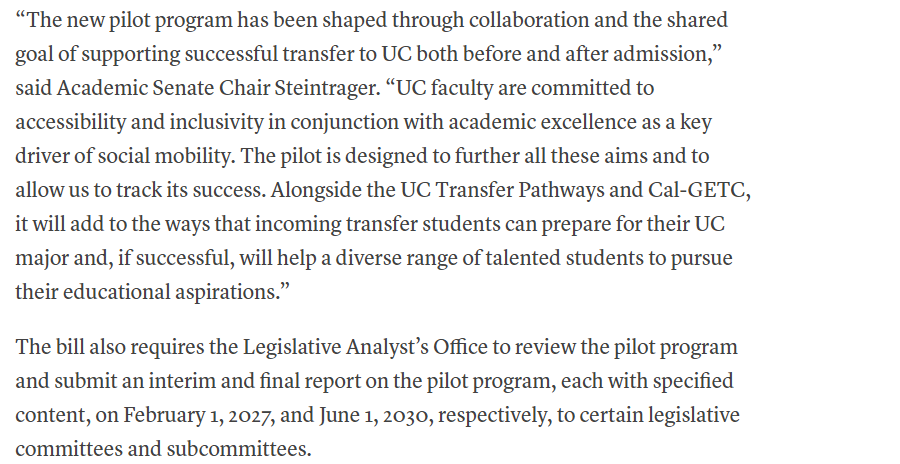 “The new pilot program has been shaped through collaboration and the shared
goal of supporting successful transfer to UC both before and after admission,”
said Academic Senate Chair Steintrager. “UC faculty are committed to
accessibility and inclusivity in conjunction with academic excellence as a key
driver of social mobility. The pilot is designed to further all these aims and to
allow us to track its success. Alongside the UC Transfer Pathways and Cal-GETC,
it will add to the ways that incoming transfer students can prepare for their UC
major and, if successful, will help a diverse range of talented students to pursue
their educational aspirations.”
The bill also requires the Legislative Analyst’s Office to review the pilot program
and submit an interim and final report on the pilot program, each with specified
content, on February 1, 2027, and June 1, 2030, respectively, to certain legislative
committees and subcommittees.